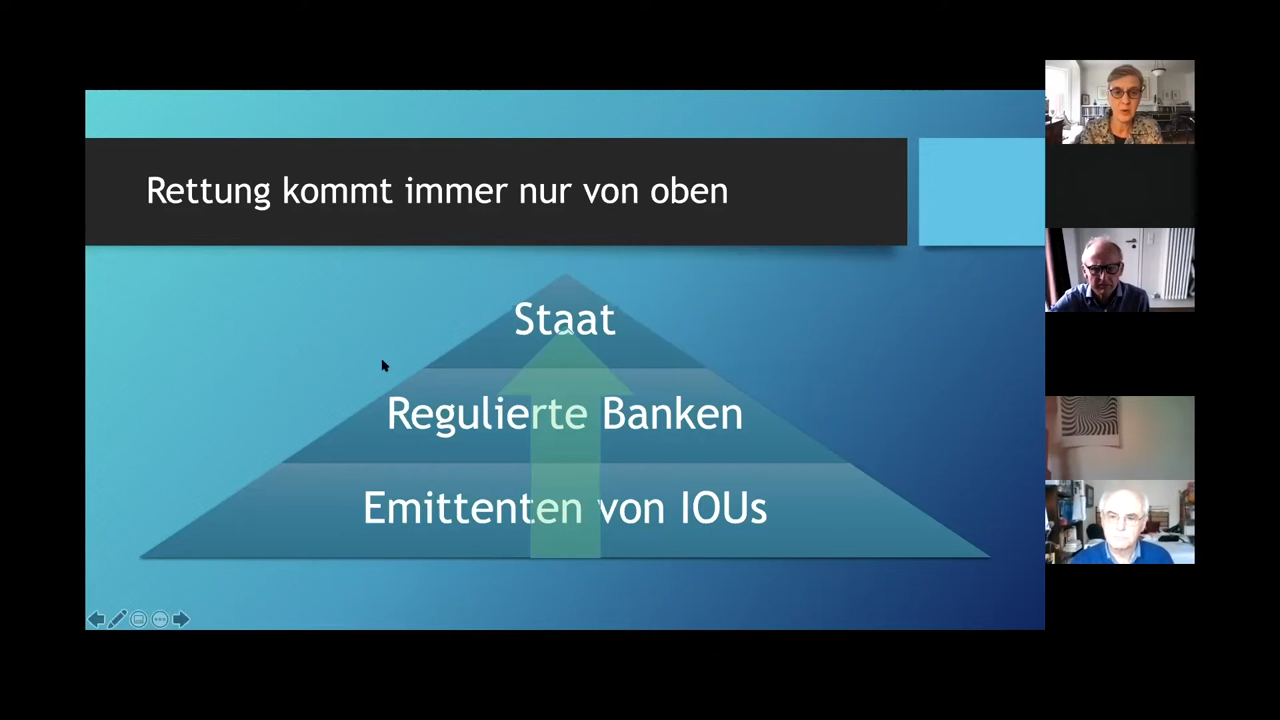 Rettung kommt immer nur von oben
Staat
Regulierte Banken
Emittenten von IOUs